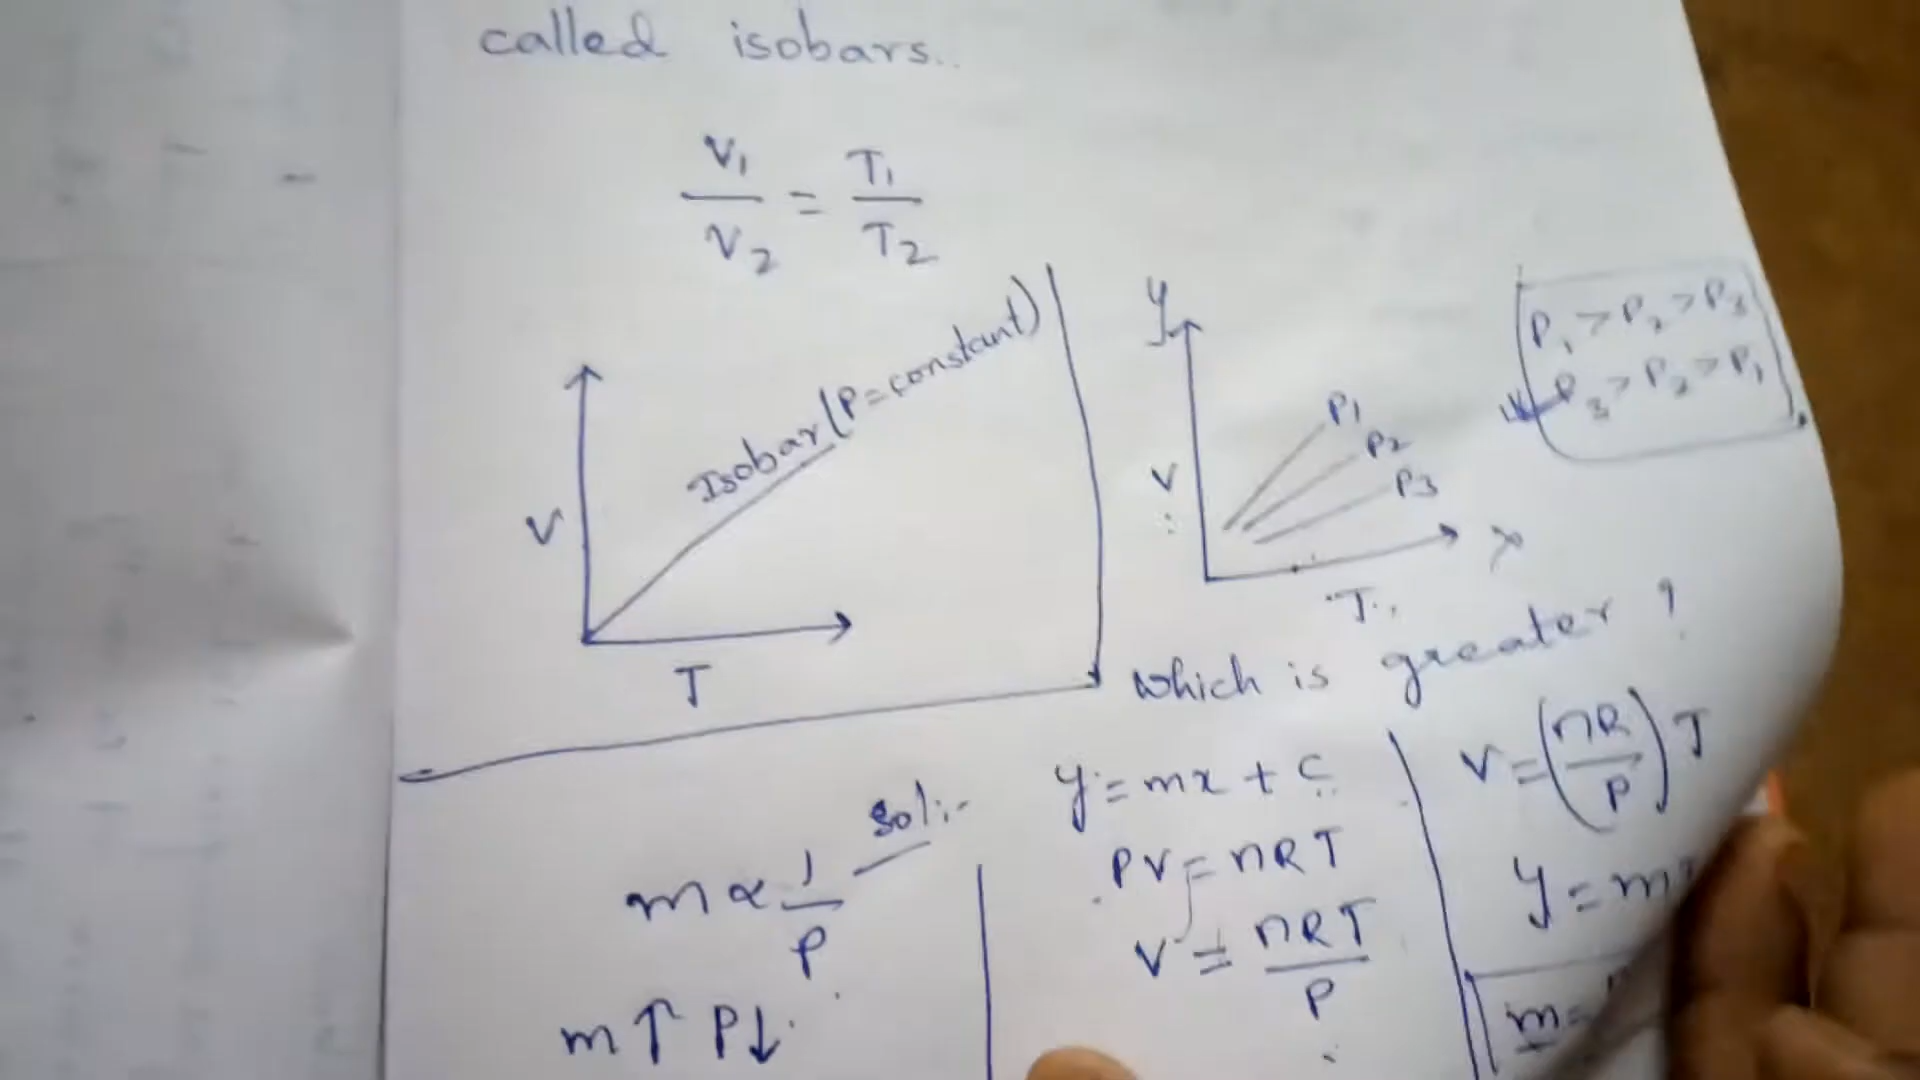 called isobars..
V₁/V₂ = T₁/T₂
V
T
Isobar (P=constant)
y
V
P1
P2
P3
x
T
P₁ > P₂ > P₃
P₃ > P₂ > P₁
which is greater ?
sol:-
m ∝ 1/P
m↑ P↓
y = mx + c
PV = nRT
V = nRT/P
V = (nR/P) T
y = m
m =